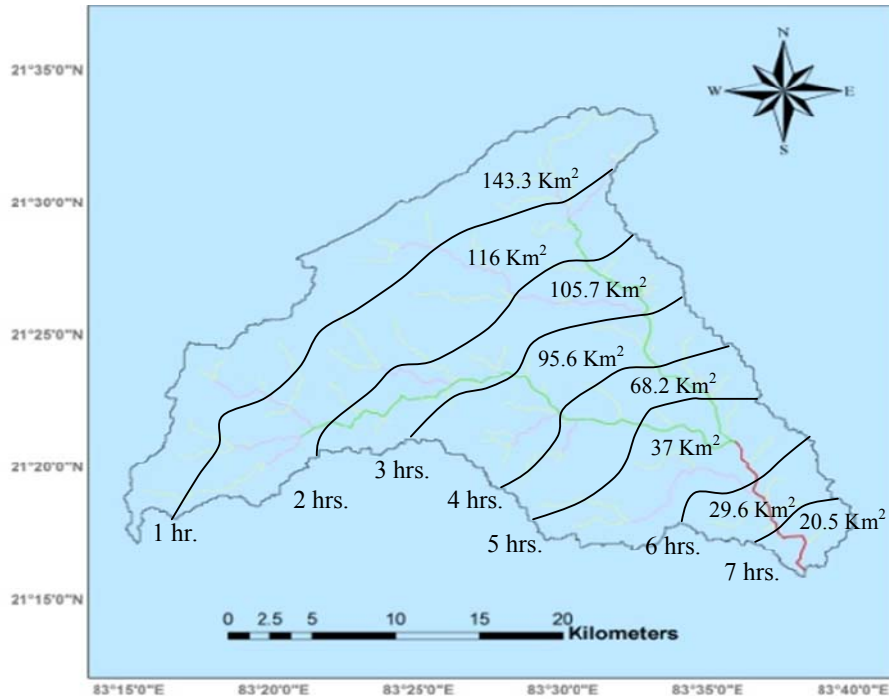 N
W E
S
21°35'0"N
21°30'0"N
21°25'0"N
21°20'0"N
21°15'0"N
143.3 Km²
116 Km²
105.7 Km²
95.6 Km²
68.2 Km²
37 Km²
29.6 Km²
20.5 Km²
1 hr.
2 hrs.
3 hrs.
4 hrs.
5 hrs.
6 hrs.
7 hrs.
0 2.5 5 10 15 20
Kilometers
83°15'0"E 83°20'0"E 83°25'0"E 83°30'0"E 83°35'0"E 83°40'0"E